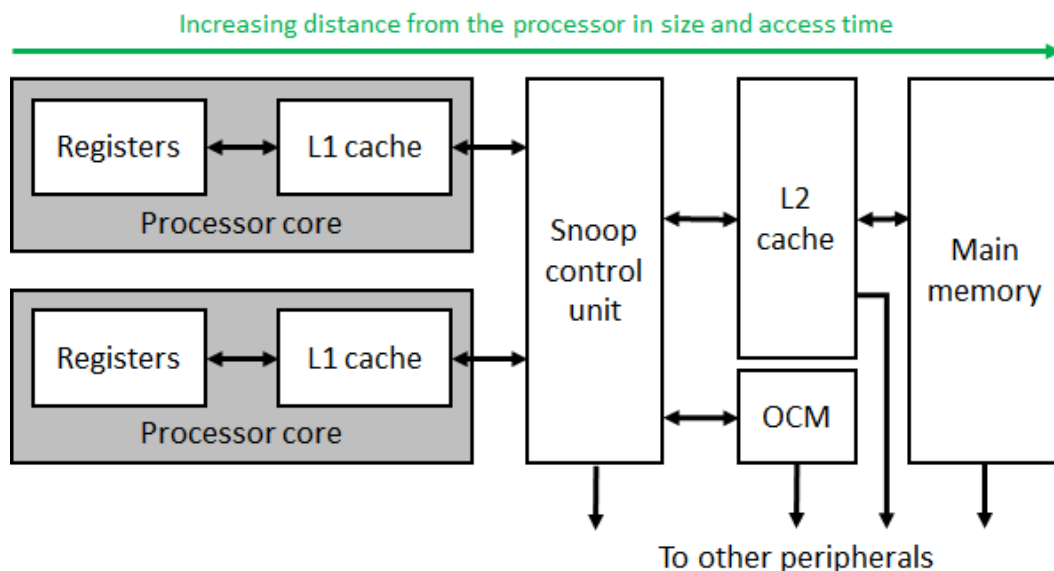 Increasing distance from the processor in size and access time
Registers
L1 cache
Processor core
Registers
L1 cache
Processor core
Snoop
control
unit
L2
cache
OCM
Main
memory
To other peripherals